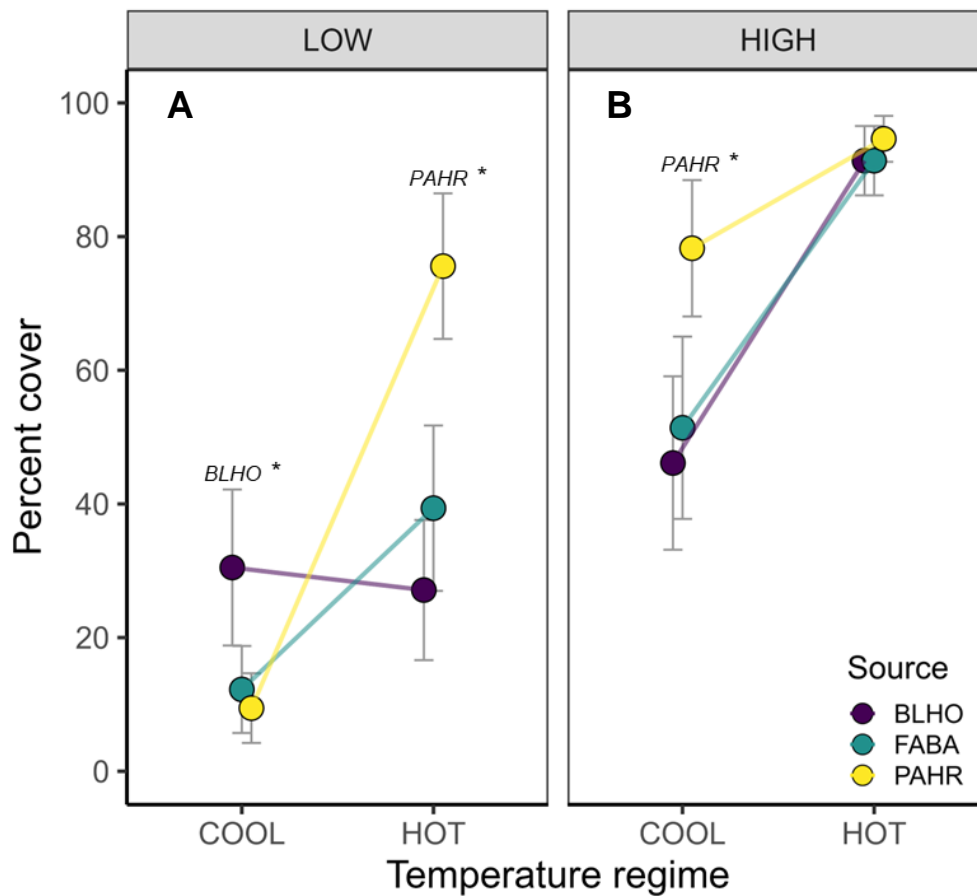 LOW
HIGH
A
B
Percent cover
100
80
60
40
20
0
BLHO *
PAHR *
PAHR *
Source
BLHO
FABA
PAHR
COOL
HOT
COOL
HOT
Temperature regime